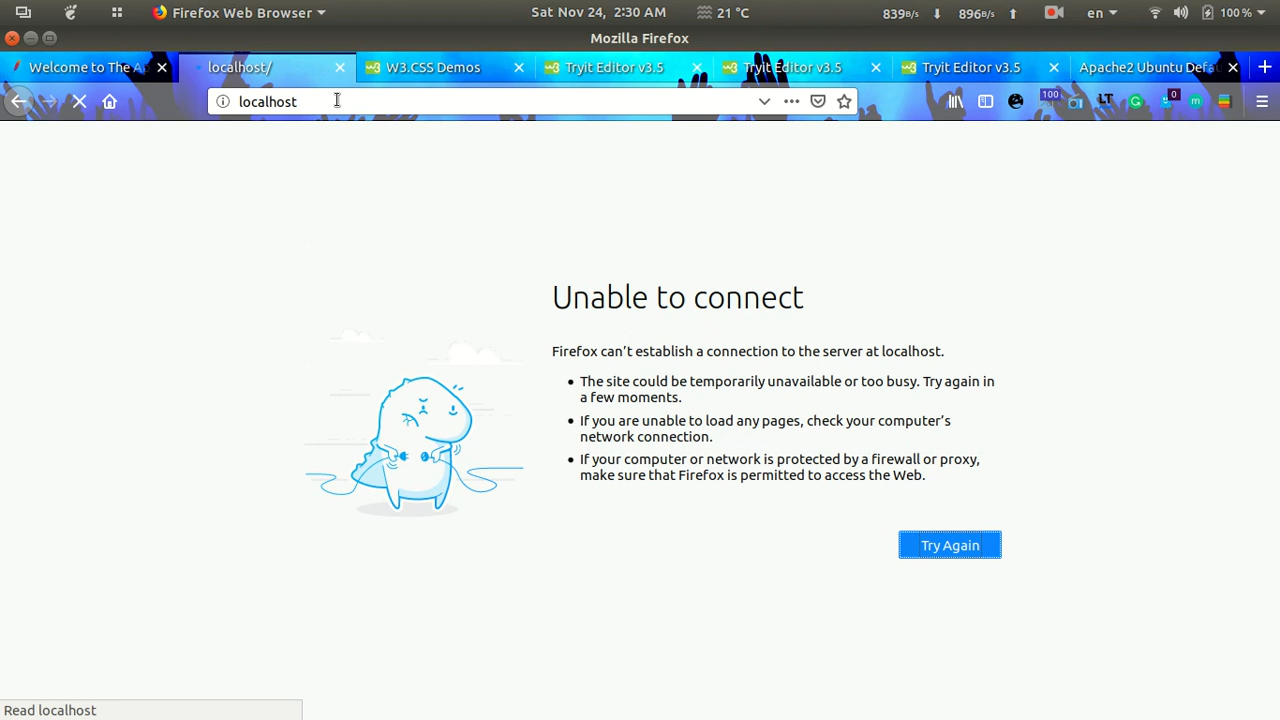 Firefox Web Browser
Sat Nov 24, 2:30 AM
21 °C
839B/s
896B/s
en
100 %
Mozilla Firefox
Welcome to The Ap
localhost/
W3.CSS Demos
Tryit Editor v3.5
Tryit Editor v3.5
Tryit Editor v3.5
Apache2 Ubuntu Defau
localhost
100
LT
0
m
Unable to connect
Firefox can’t establish a connection to the server at localhost.
The site could be temporarily unavailable or too busy. Try again in
a few moments.
If you are unable to load any pages, check your computer’s
network connection.
If your computer or network is protected by a firewall or proxy,
make sure that Firefox is permitted to access the Web.
Try Again
Read localhost